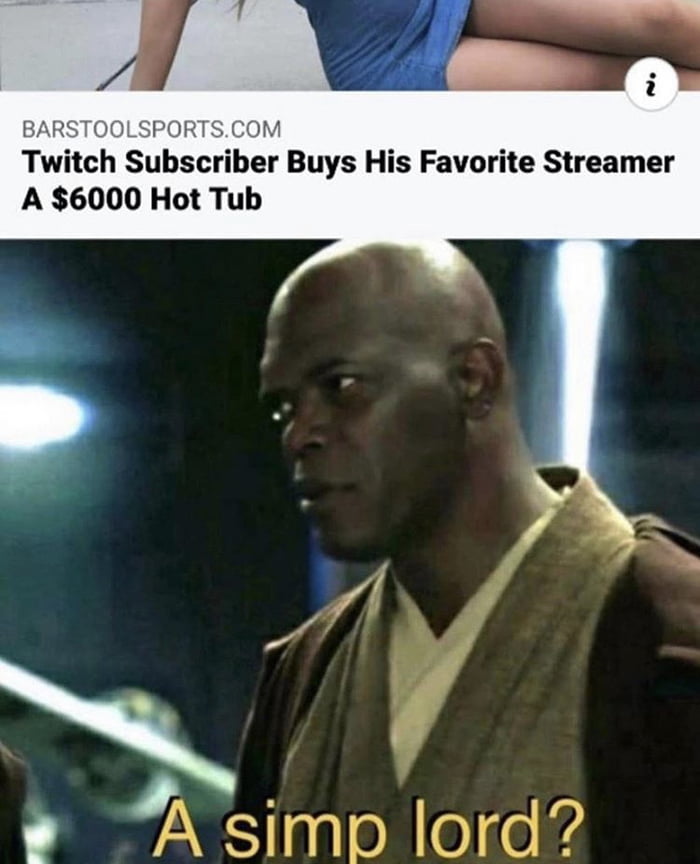 i
BARSTOOLSPORTS.COM
Twitch Subscriber Buys His Favorite Streamer
A $6000 Hot Tub
A simp lord?